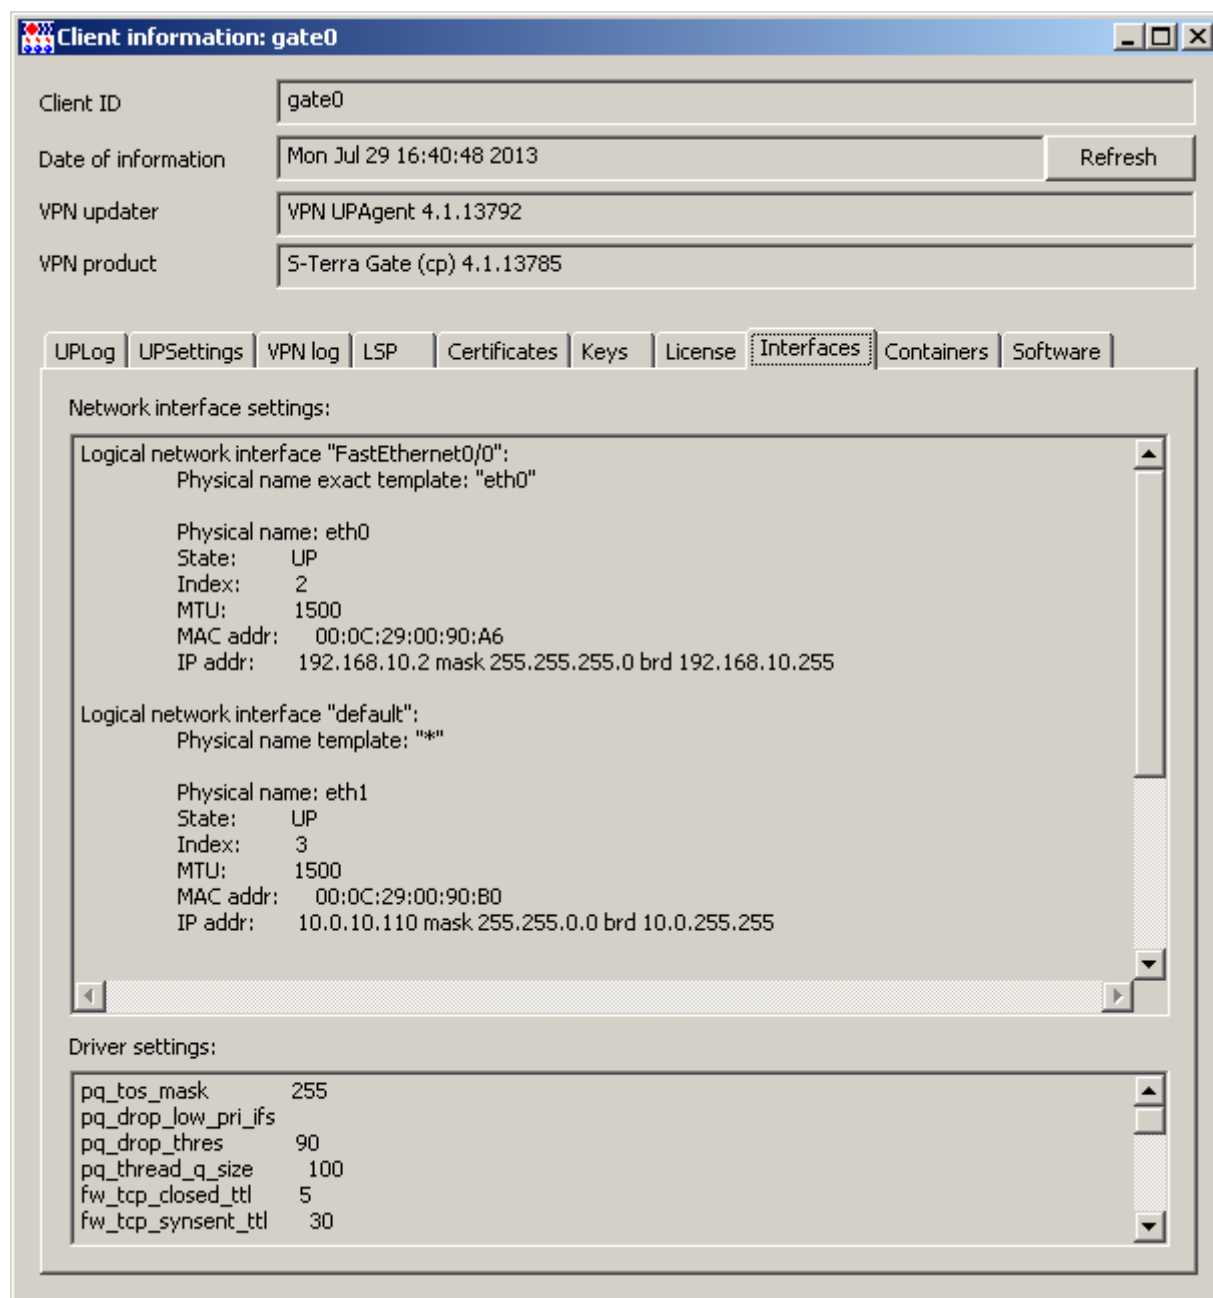 Client information: gate0
Client ID gate0
Date of information Mon Jul 29 16:40:48 2013 Refresh
VPN updater VPN UPAgent 4.1.13792
VPN product S-Terra Gate (cp) 4.1.13785
UPLog UPSettings VPN log LSP Certificates Keys License Interfaces Containers Software
Network interface settings:
Logical network interface "FastEthernet0/0":
Physical name exact template: "eth0"
Physical name: eth0
State: UP
Index: 2
MTU: 1500
MAC addr: 00:0C:29:00:90:A6
IP addr: 192.168.10.2 mask 255.255.255.0 brd 192.168.10.255
Logical network interface "default":
Physical name template: "*"
Physical name: eth1
State: UP
Index: 3
MTU: 1500
MAC addr: 00:0C:29:00:90:B0
IP addr: 10.0.10.110 mask 255.255.0.0 brd 10.0.255.255
Driver settings:
pq_tos_mask 255
pq_drop_low_pri_ifs
pq_drop_thres 90
pq_thread_q_size 100
fw_tcp_closed_ttl 5
fw_tcp_synsent_ttl 30